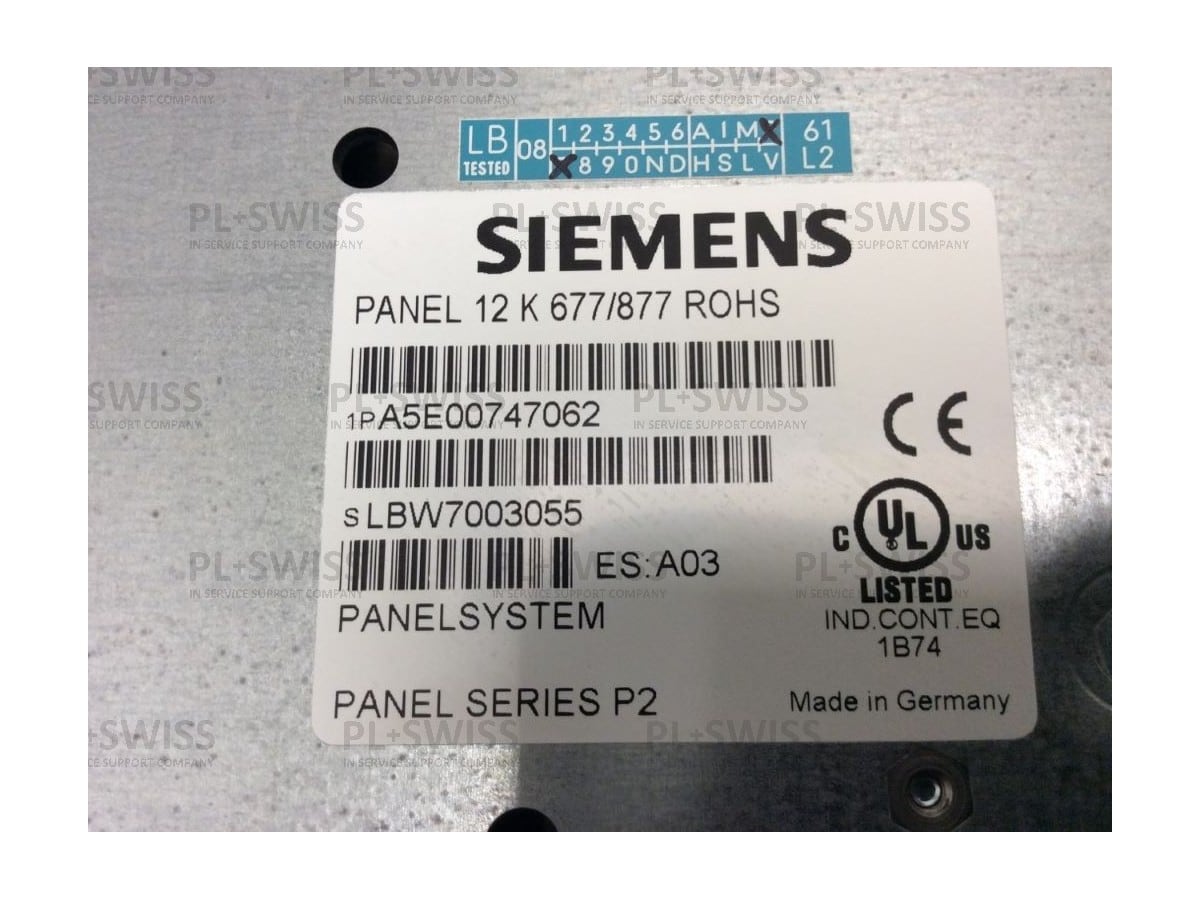 LB 08 1 2 3 4 5 6 A I M 61
TESTED 8 9 0 N D H S L V L2
SIEMENS
PANEL 12 K 677/877 ROHS
1P A5E00747062
S LBW7003055
ES: A03
PANELSYSTEM
PANEL SERIES P2
C UL US
LISTED
IND.CONT.EQ
1B74
Made in Germany
CE
PL+SWISS
IN SERVICE SUPPORT COMPANY